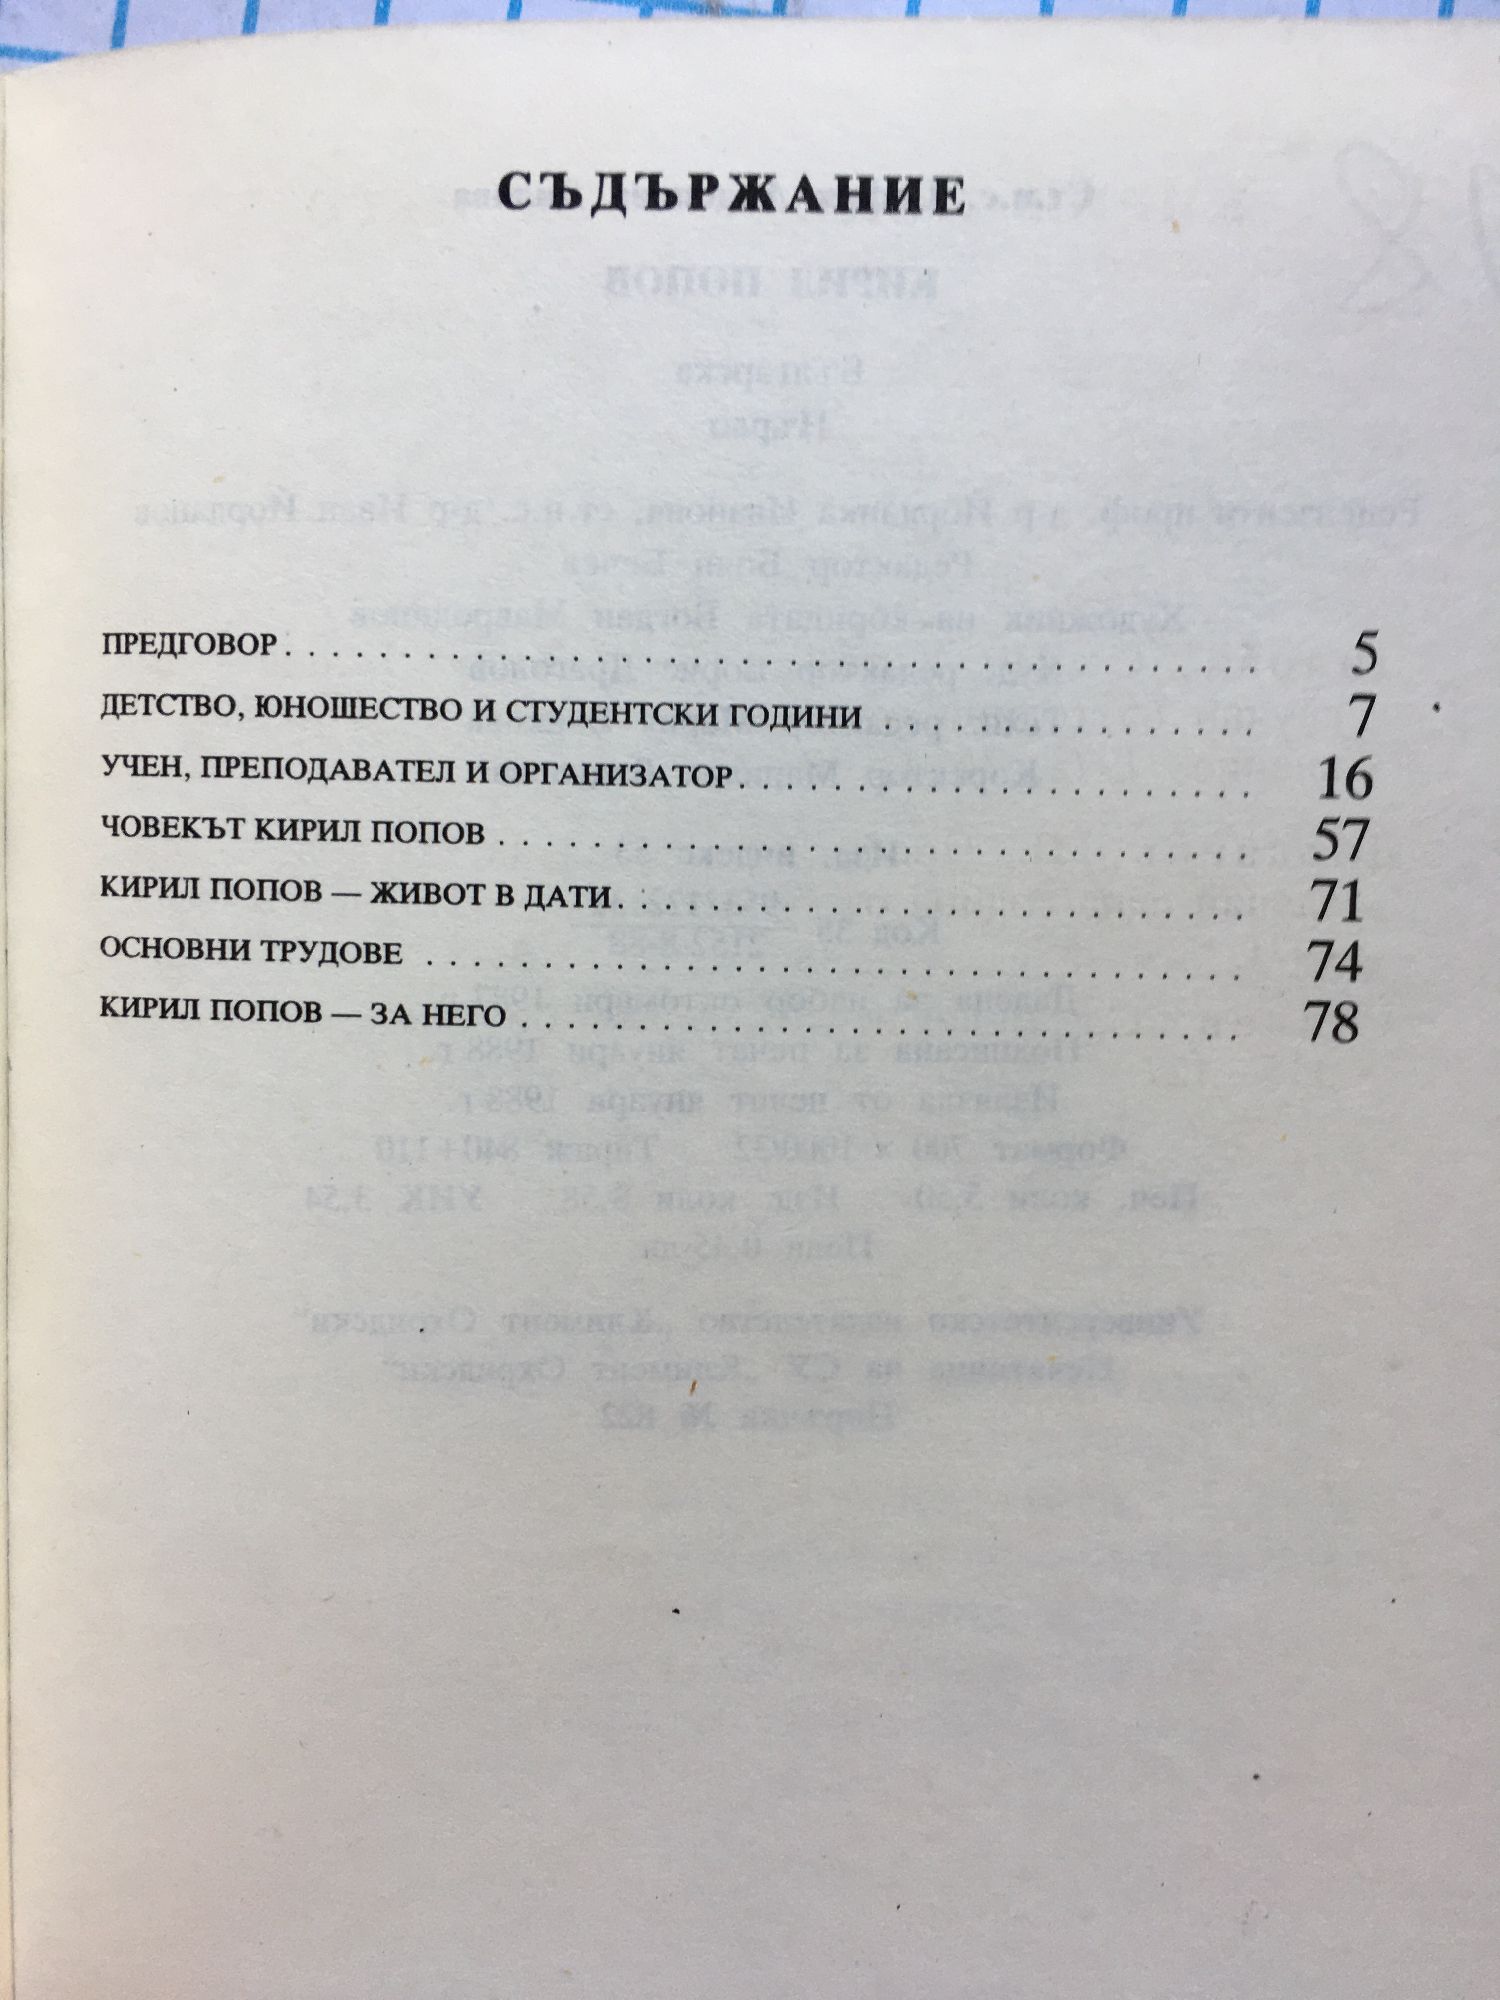 СЪДЪРЖАНИЕ
ПРЕДГОВОР . . . . . . . . . . . . . . . . . . . . . . . . . . . . . . . . . . . . . . . . . 5
ДЕТСТВО, ЮНОШЕСТВО И СТУДЕНТСКИ ГОДИНИ . . . . . . . . . . . . . . . . 7
УЧЕН, ПРЕПОДАВАТЕЛ И ОРГАНИЗАТОР . . . . . . . . . . . . . . . . . . . . . . 16
ЧОВЕКЪТ КИРИЛ ПОПОВ . . . . . . . . . . . . . . . . . . . . . . . . . . . . . . . . 57
КИРИЛ ПОПОВ — ЖИВОТ В ДАТИ . . . . . . . . . . . . . . . . . . . . . . . . . . . 71
ОСНОВНИ ТРУДОВЕ . . . . . . . . . . . . . . . . . . . . . . . . . . . . . . . . . . . 74
КИРИЛ ПОПОВ — ЗА НЕГО . . . . . . . . . . . . . . . . . . . . . . . . . . . . . . . 78